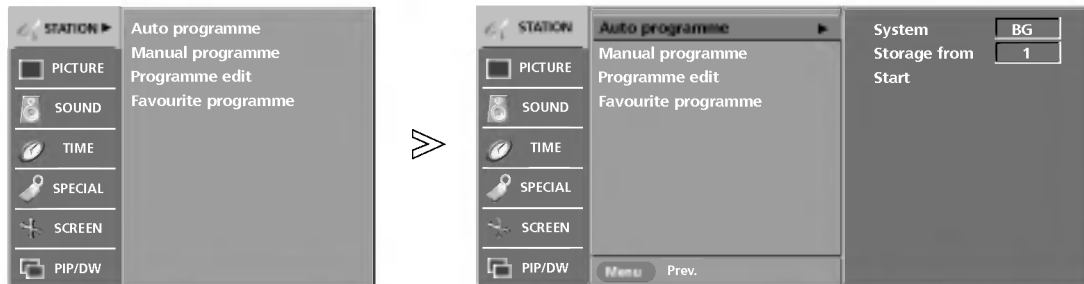 STATION
PICTURE
SOUND
TIME
SPECIAL
SCREEN
PIP/DW
Auto programme
Manual programme
Programme edit
Favourite programme
STATION
PICTURE
SOUND
TIME
SPECIAL
SCREEN
PIP/DW
Auto programme
Manual programme
Programme edit
Favourite programme
Menu Prev.
System BG
Storage from 1
Start